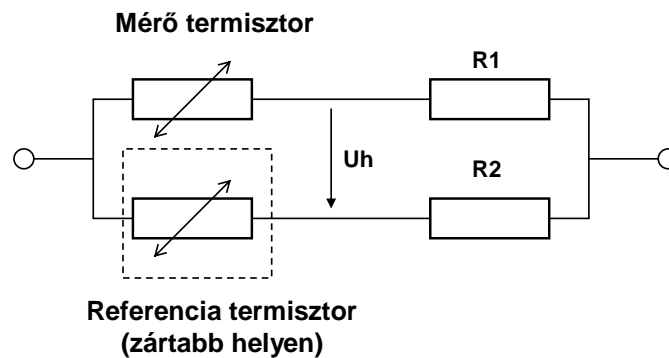 Mérő termisztor
R1
Uh
R2
Referencia termisztor
(zártabb helyen)